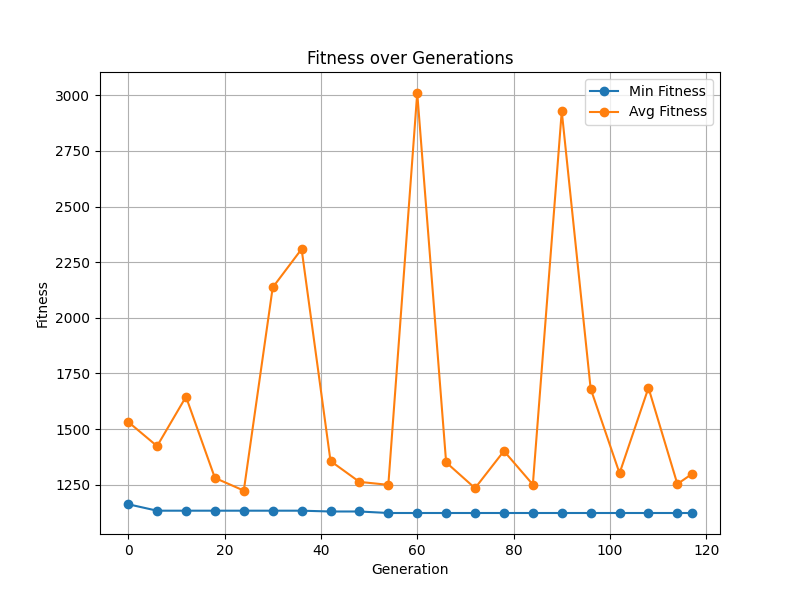 Fitness over Generations
Min Fitness
Avg Fitness
3000
2750
2500
2250
2000
1750
1500
1250
Fitness
0 20 40 60 80 100 120
Generation